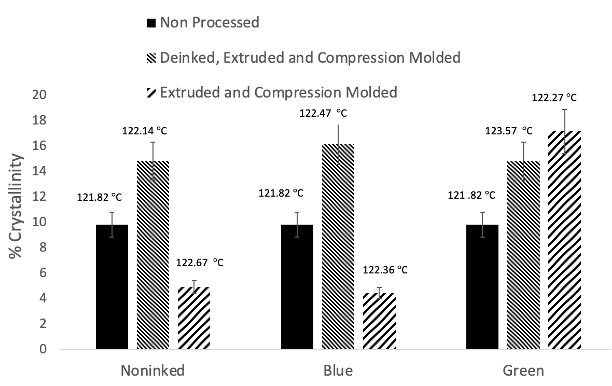 Non Processed
Deinked, Extruded and Compression Molded
Extruded and Compression Molded
% Crystallinity
20
18
16
14
12
10
8
6
4
2
0
121.82 °C
122.14 °C
122.67 °C
121.82 °C
122.47 °C
122.36 °C
121 .82 °C
123.57 °C
122.27 °C
Noninked
Blue
Green